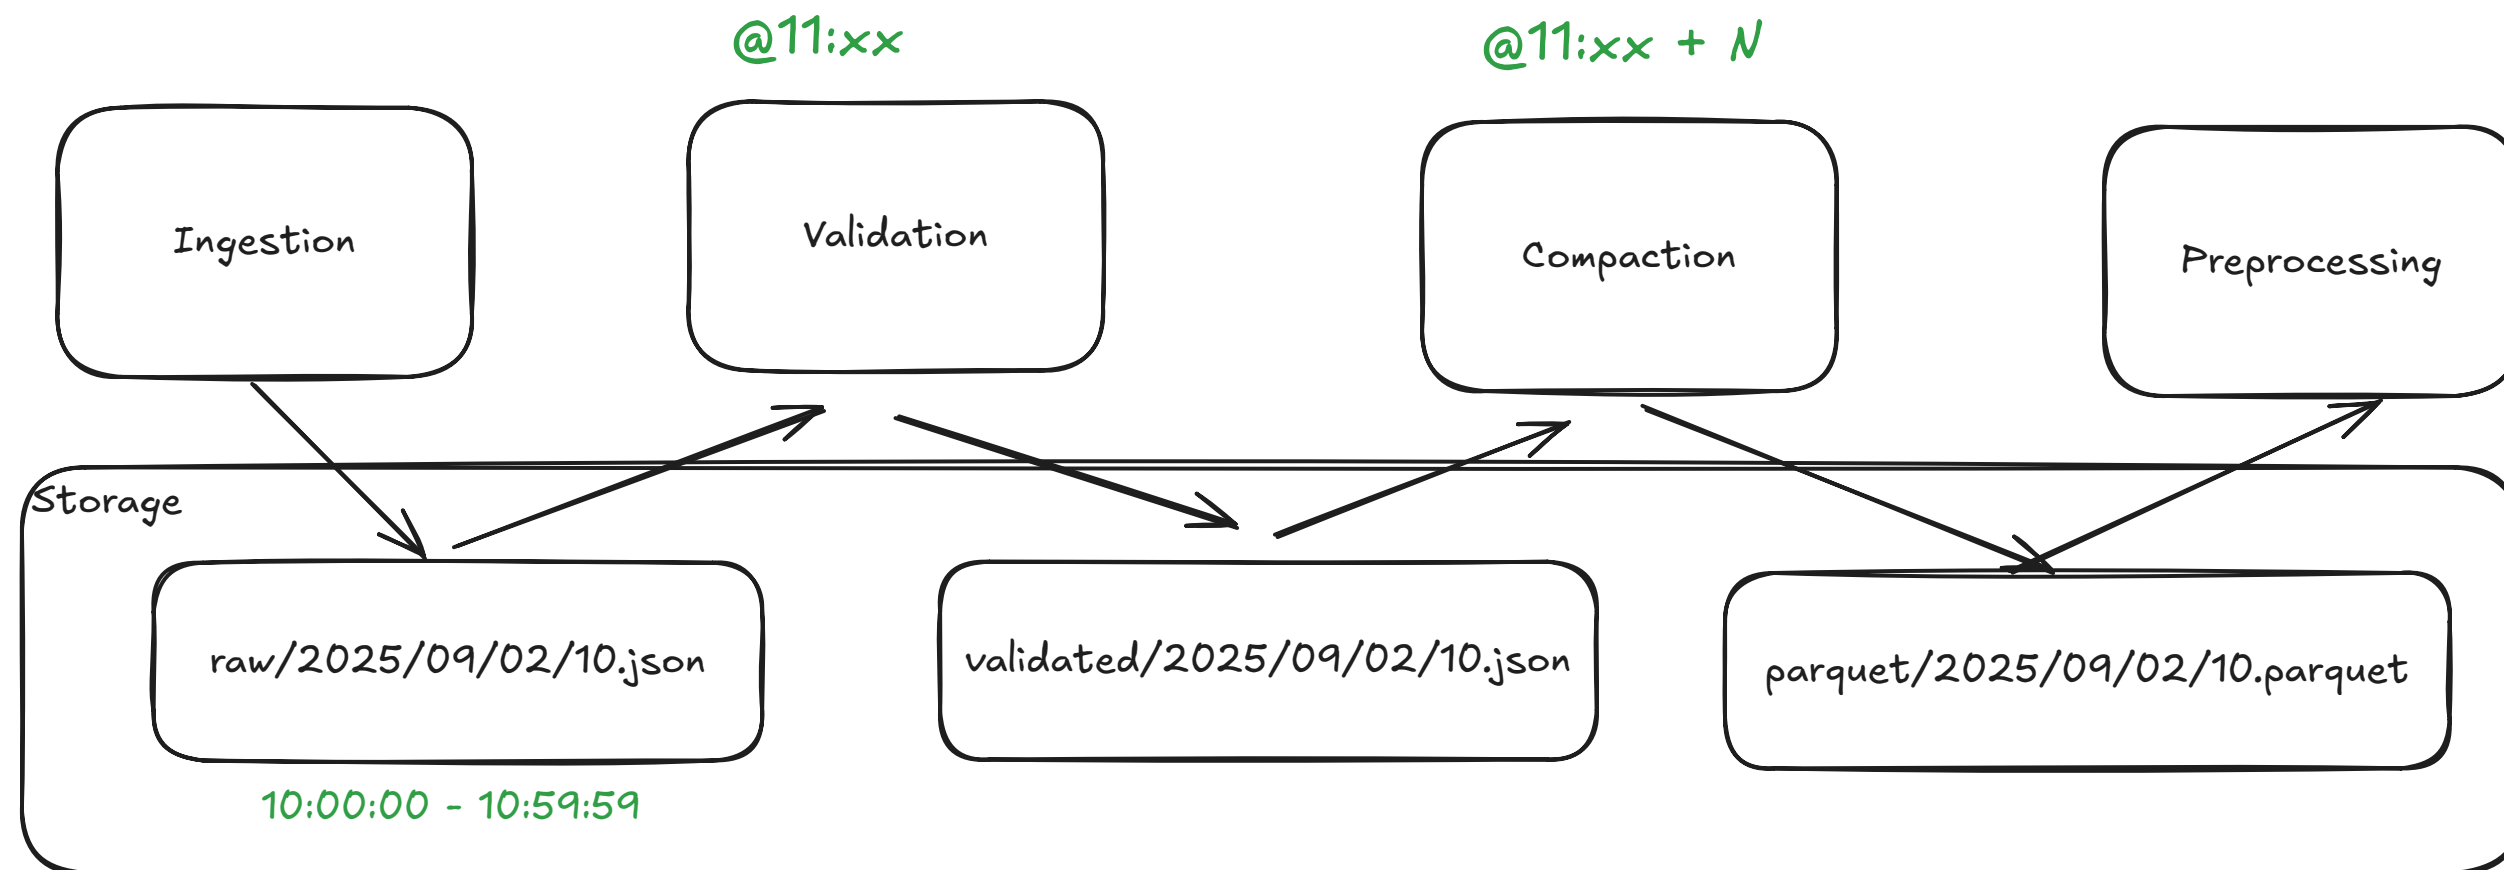 @11:xx
@11:xx + N
Ingestion
Validation
Compaction
Preprocessing
Storage
raw/2025/09/02/10.json
validated/2025/09/02/10.json
parquet/2025/09/02/10.parquet
10:00:00 - 10:59:59